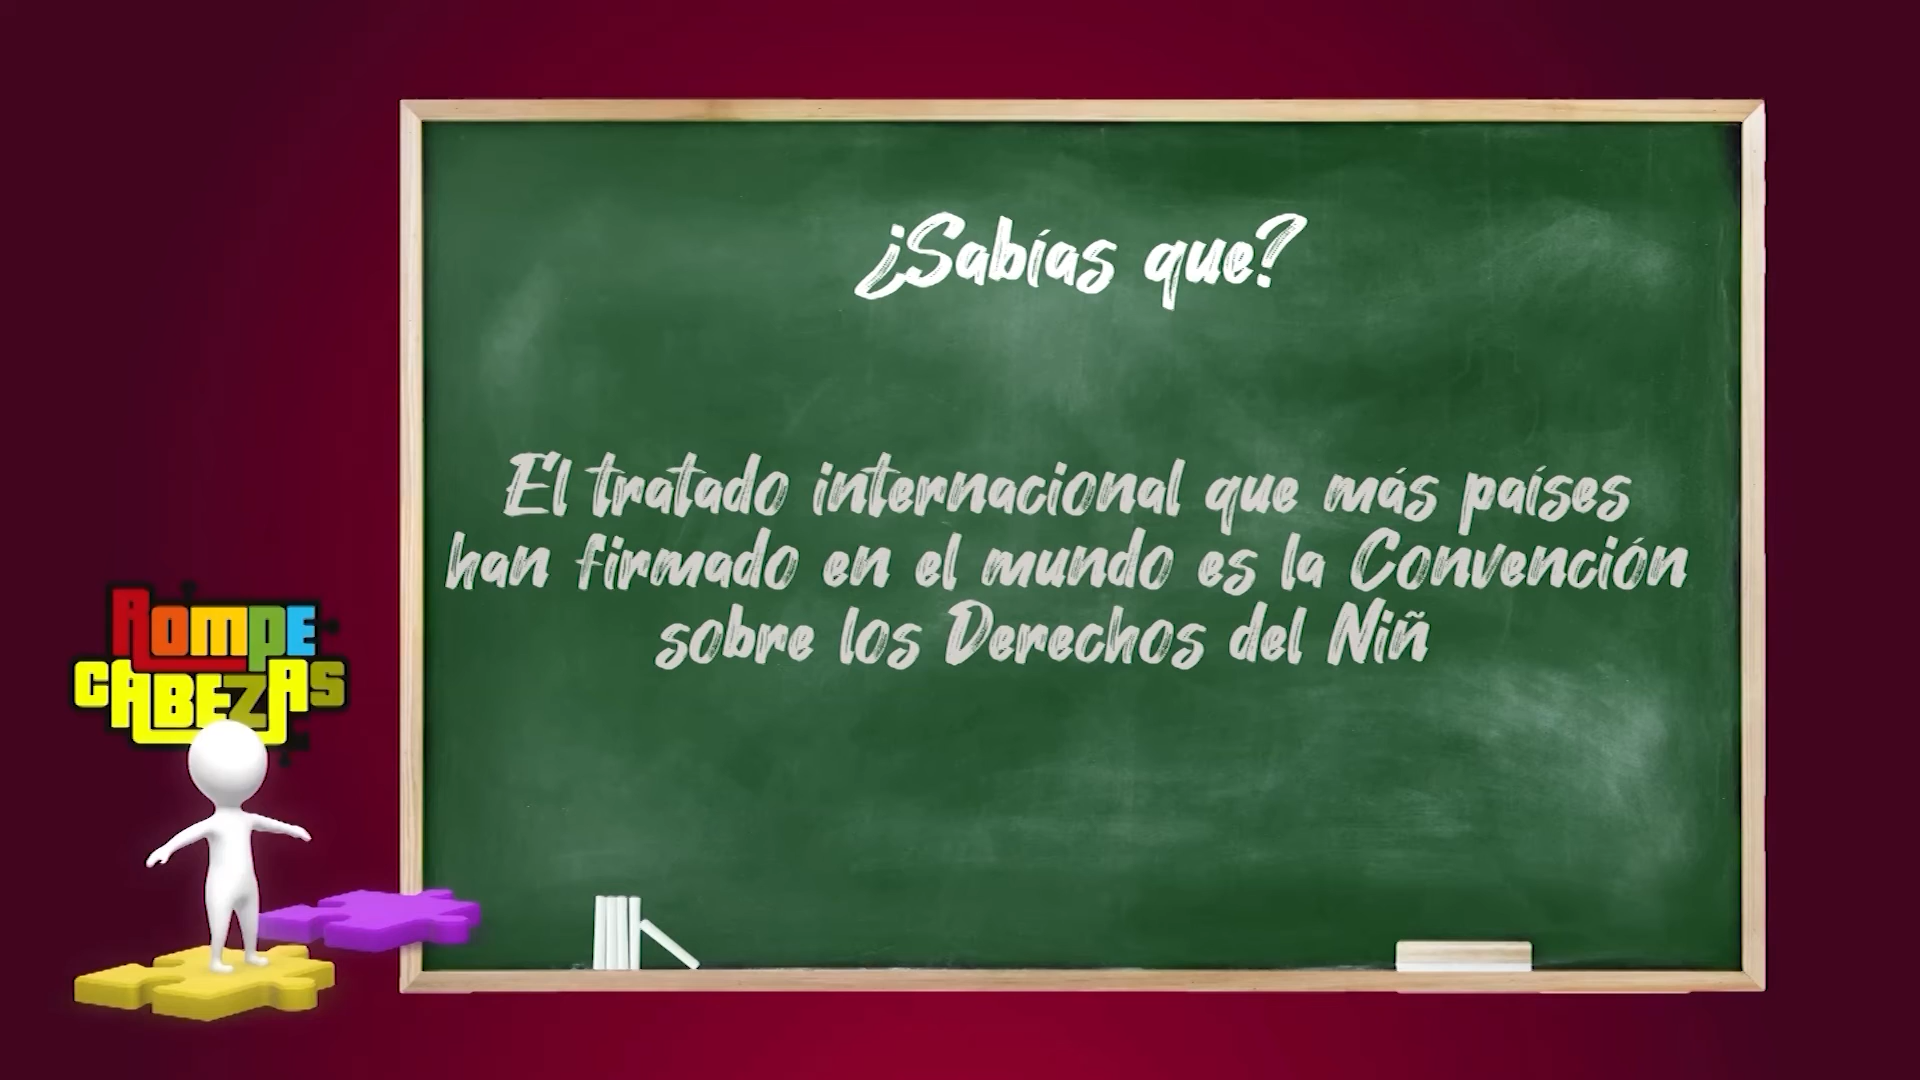 ¿Sabías que?
El tratado internacional que más países
han firmado en el mundo es la Convención
sobre los Derechos del Niñ
ROMPE
CABEZAS